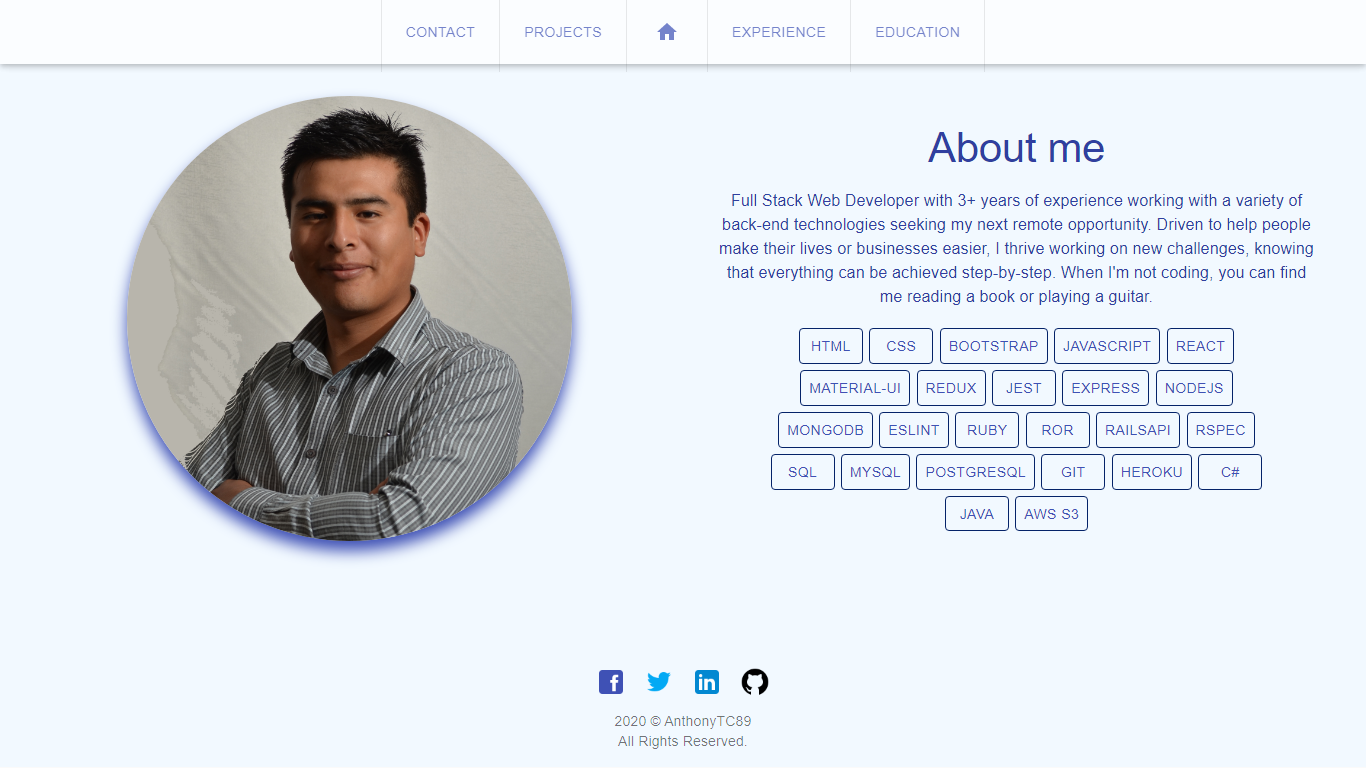 CONTACT PROJECTS EXPERIENCE EDUCATION
About me
Full Stack Web Developer with 3+ years of experience working with a variety of
back-end technologies seeking my next remote opportunity. Driven to help people
make their lives or businesses easier, I thrive working on new challenges, knowing
that everything can be achieved step-by-step. When I'm not coding, you can find
me reading a book or playing a guitar.
HTML CSS BOOTSTRAP JAVASCRIPT REACT
MATERIAL-UI REDUX JEST EXPRESS NODEJS
MONGODB ESLINT RUBY ROR RAILSAPI RSPEC
SQL MYSQL POSTGRESQL GIT HEROKU C#
JAVA AWS S3
2020 © AnthonyTC89
All Rights Reserved.